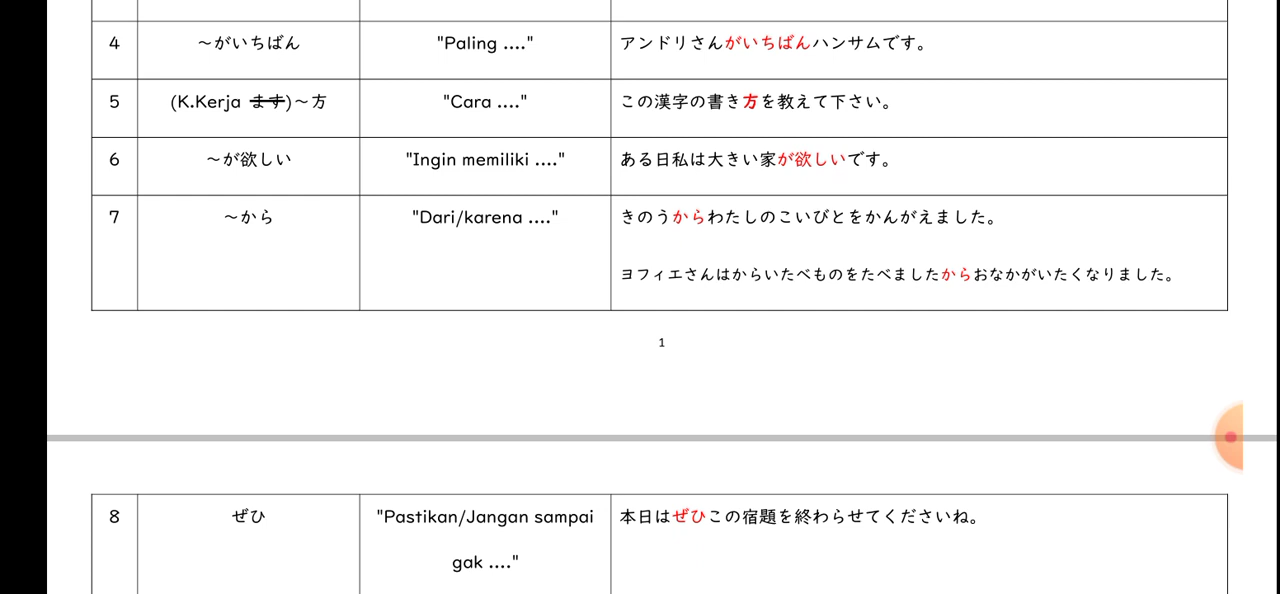 4 ～がいちばん "Paling ...." アンドリさんがいちばんハンサムです。
5 (K.Kerja ます)～方 "Cara ...." この漢字の書き方を教えて下さい。
6 ～が欲しい "Ingin memiliki ...." ある日私は大きい家が欲しいです。
7 ～から "Dari/karena ...." きのうからわたしのこいびとをかんがえました。
ヨフィエさんはからいたべものをたべましたからおなかがいたくなりました。
1
8 ぜひ "Pastikan/Jangan sampai 本日はぜひこの宿題を終わらせてくださいね。
gak ...."